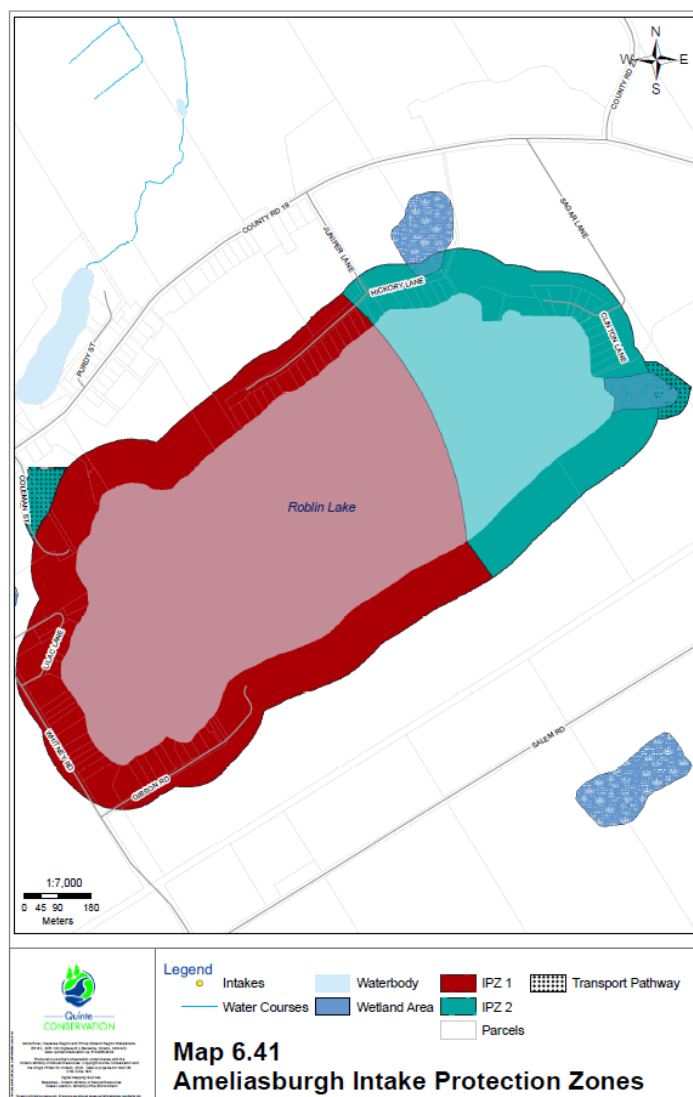 N
W E
S
COUNTY RD 2
COUNTY RD 19
SAGAR LANE
JUNIPER LANE
HICKORY LANE
CLINTON LANE
PURDY ST
COLEMAN ST
Roblin Lake
LILAC LANE
WHITNEY RD
GIBSON RD
SALEM RD
1:7,000
0 45 90 180
Meters
Quinte
CONSERVATION
Legend
Intakes
Waterbody
IPZ 1
Transport Pathway
Water Courses
Wetland Area
IPZ 2
Parcels
Map 6.41
Ameliasburgh Intake Protection Zones